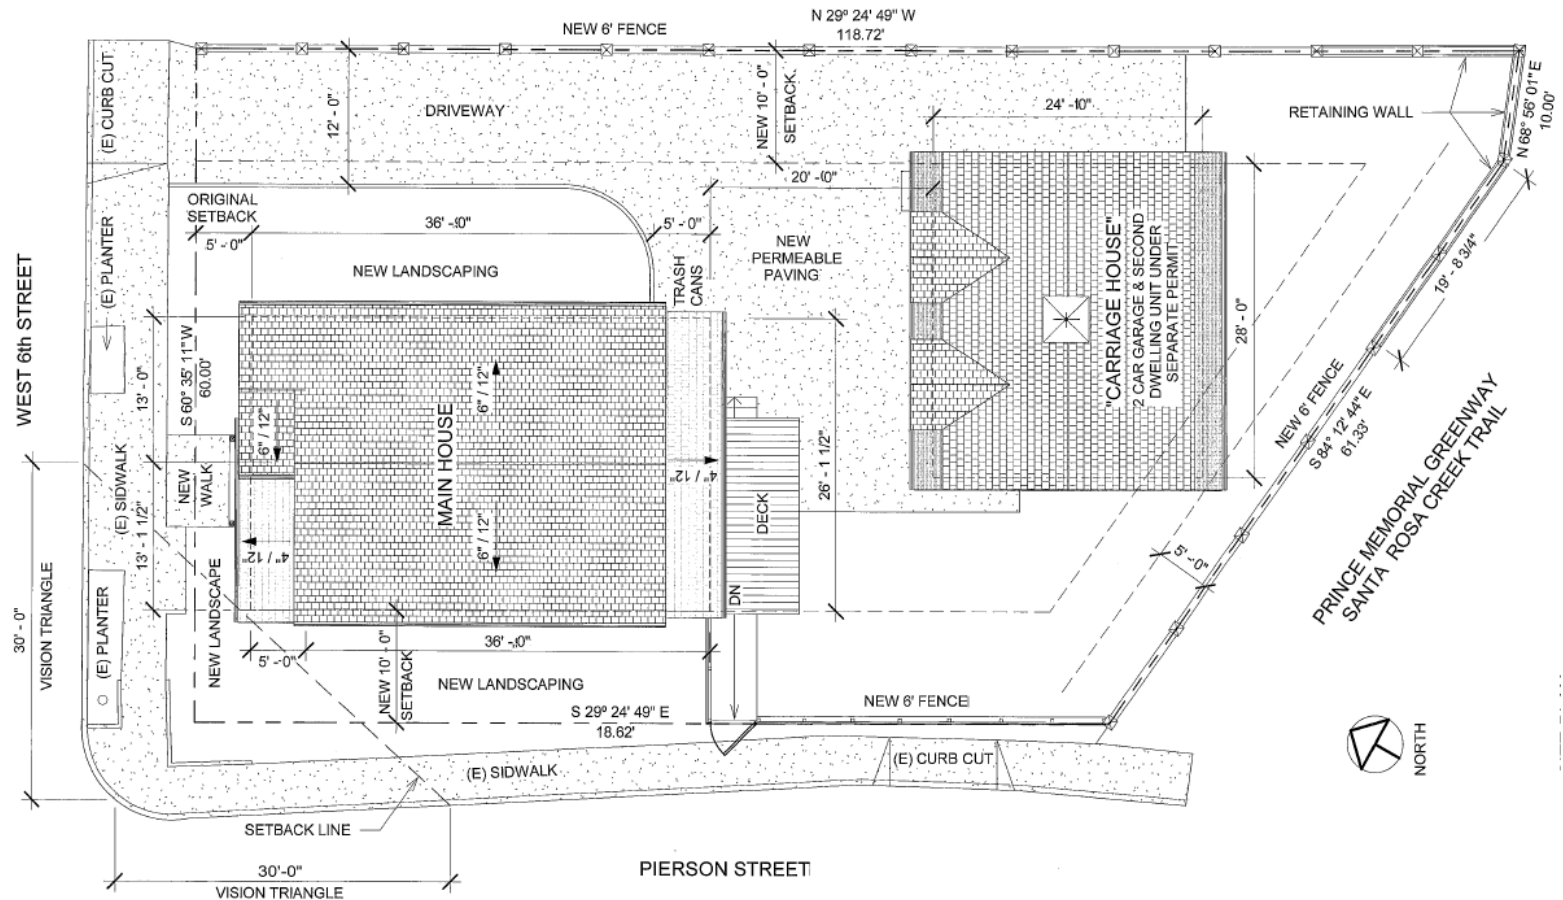 NEW 6' FENCE
N 29° 24' 49" W
118.72'
(E) CURB CUT
DRIVEWAY
12' - 0"
NEW 10' - 0"
SETBACK
24' -10"
RETAINING WALL
N 68° 56' 01" E
10.00'
ORIGINAL
SETBACK
5' - 0"
36' - 0"
5' - 0"
20' - 0"
NEW LANDSCAPING
TRASH
CANS
NEW
PERMEABLE
PAVING
"CARRIAGE HOUSE"
2 CAR GARAGE & SECOND
DWELLING UNIT UNDER
SEPARATE PERMIT
28' - 0"
19' - 8 3/4"
(E) PLANTER
WEST 6th STREET
S 60° 35' 11" W
60.00'
13' - 0"
6" / 12"
6" / 12"
MAIN HOUSE
NEW
WALK
(E) SIDWALK
13' - 1 1/2"
4" / 12"
6" / 12"
4" / 12"
DECK
DN
26' - 1 1/2"
NEW 6' FENCE
S 84° 12' 44" E
61.33'
PRINCE MEMORIAL GREENWAY
SANTA ROSA CREEK TRAIL
5' - 0"
30' - 0"
VISION TRIANGLE
(E) PLANTER
NEW LANDSCAPE
5' - 0"
36' - 0"
NEW 10' - 0"
SETBACK
NEW LANDSCAPING
S 29° 24' 49" E
18.62'
NEW 6' FENCE
(E) SIDWALK
(E) CURB CUT
NORTH
SETBACK LINE
30'-0"
VISION TRIANGLE
PIERSON STREET